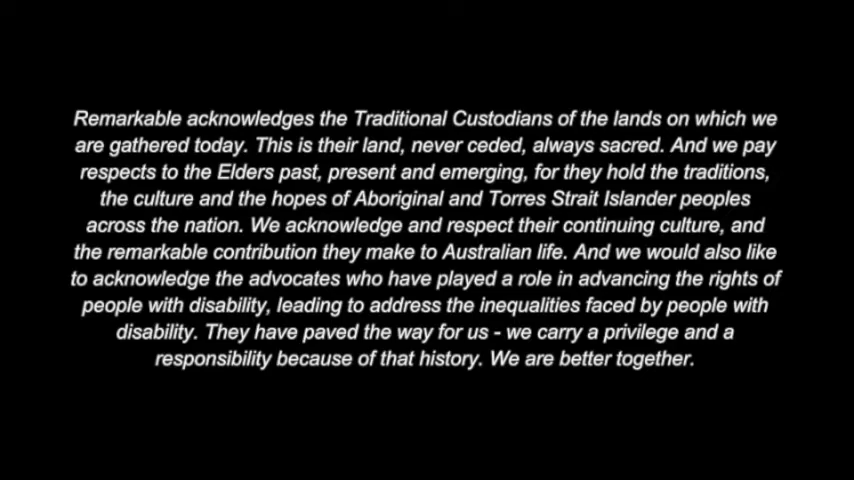 Remarkable acknowledges the Traditional Custodians of the lands on which we
are gathered today. This is their land, never ceded, always sacred. And we pay
respects to the Elders past, present and emerging, for they hold the traditions,
the culture and the hopes of Aboriginal and Torres Strait Islander peoples
across the nation. We acknowledge and respect their continuing culture, and
the remarkable contribution they make to Australian life. And we would also like
to acknowledge the advocates who have played a role in advancing the rights of
people with disability, leading to address the inequalities faced by people with
disability. They have paved the way for us - we carry a privilege and a
responsibility because of that history. We are better together.